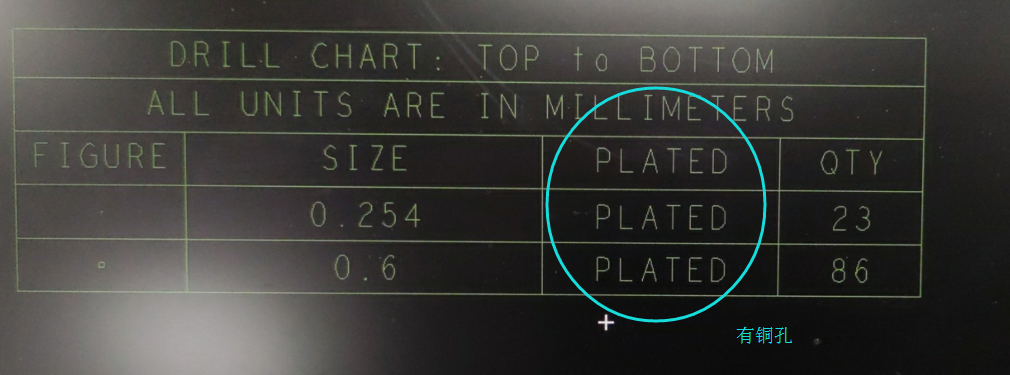 DRILL CHART: TOP to BOTTOM
ALL UNITS ARE IN MILLIMETERS
FIGURE SIZE PLATED QTY
0.254 PLATED 23
0.6 PLATED 86
有铜孔